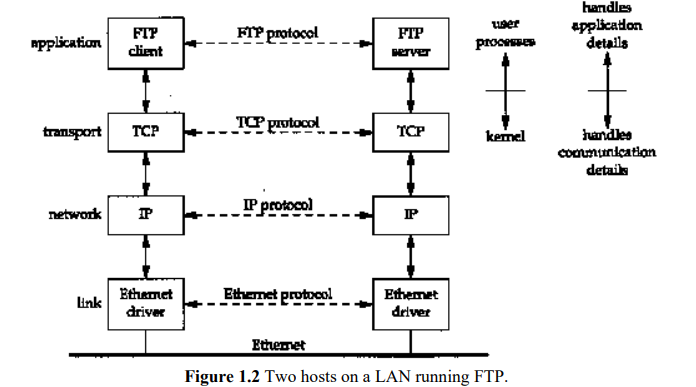 handles
application
details
user
processes
application
FTP
client
FTP protocol
FTP
server
transport
TCP
TCP protocol
TCP
kernel
handles
communication
details
network
IP
IP protocol
IP
link
Ethernet
driver
Ethernet protocol
Ethernet
driver
Ethernet
Figure 1.2 Two hosts on a LAN running FTP.